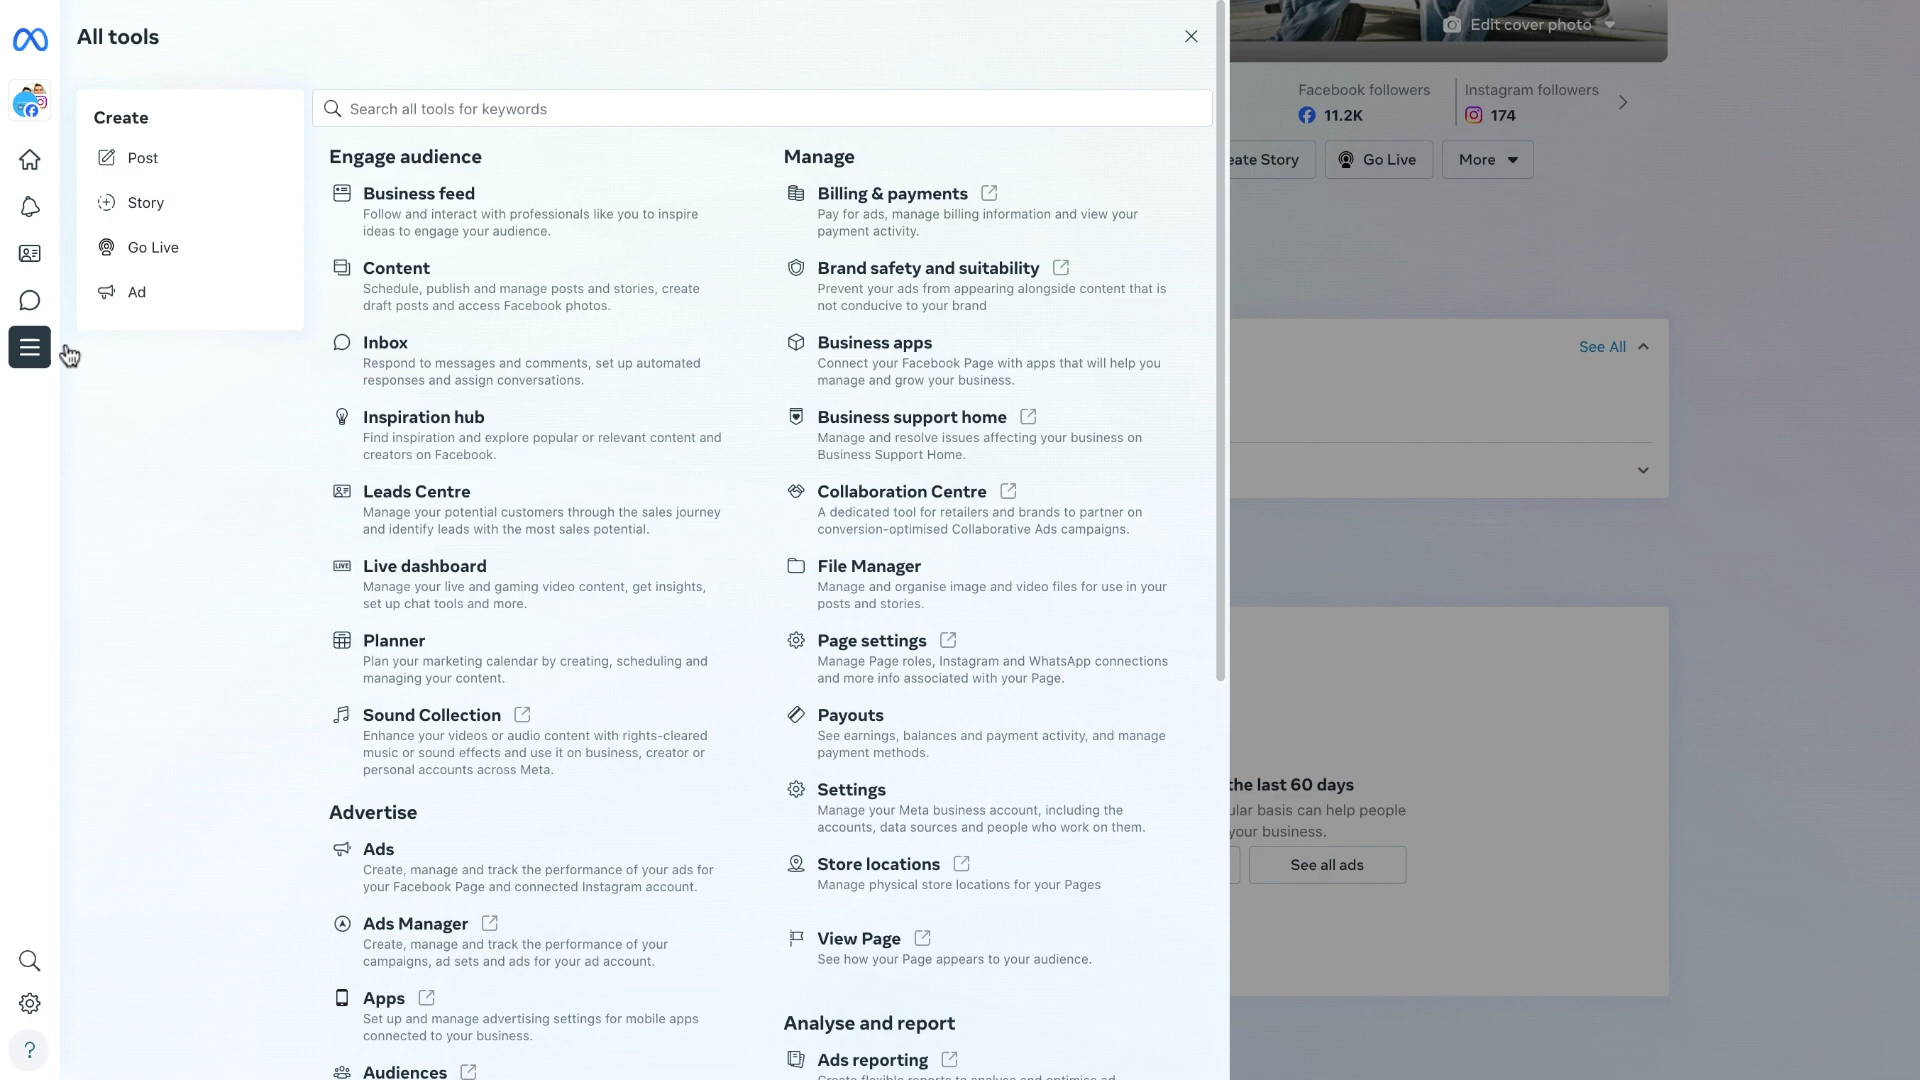 All tools
Create
Post
Story
Go Live
Ad
Search all tools for keywords
Engage audience
Business feed
Follow and interact with professionals like you to inspire
ideas to engage your audience.
Content
Schedule, publish and manage posts and stories, create
draft posts and access Facebook photos.
Inbox
Respond to messages and comments, set up automated
responses and assign conversations.
Inspiration hub
Find inspiration and explore popular or relevant content and
creators on Facebook.
Leads Centre
Manage your potential customers through the sales journey
and identify leads with the most sales potential.
LIVE
Live dashboard
Manage your live and gaming video content, get insights,
set up chat tools and more.
Planner
Plan your marketing calendar by creating, scheduling and
managing your content.
Sound Collection
Enhance your videos or audio content with rights-cleared
music or sound effects and use it on business, creator or
personal accounts across Meta.
Advertise
Ads
Create, manage and track the performance of your ads for
your Facebook Page and connected Instagram account.
Ads Manager
Create, manage and track the performance of your
campaigns, ad sets and ads for your ad account.
Apps
Set up and manage advertising settings for mobile apps
connected to your business.
Audiences
Manage
Billing & payments
Pay for ads, manage billing information and view your
payment activity.
Brand safety and suitability
Prevent your ads from appearing alongside content that is
not conducive to your brand
Business apps
Connect your Facebook Page with apps that will help you
manage and grow your business.
Business support home
Manage and resolve issues affecting your business on
Business Support Home.
Collaboration Centre
A dedicated tool for retailers and brands to partner on
conversion-optimised Collaborative Ads campaigns.
File Manager
Manage and organise image and video files for use in your
posts and stories.
Page settings
Manage Page roles, Instagram and WhatsApp connections
and more info associated with your Page.
Payouts
See earnings, balances and payment activity, and manage
payment methods.
Settings
Manage your Meta business account, including the
accounts, data sources and people who work on them.
Store locations
Manage physical store locations for your Pages
View Page
See how your Page appears to your audience.
Analyse and report
Ads reporting
Create flexible reports to analyse and optimise ad
Edit cover photo
Facebook followers
11.2K
Instagram followers
174
eate Story
Go Live
More
See All
the last 60 days
ular basis can help people
your business.
See all ads
?